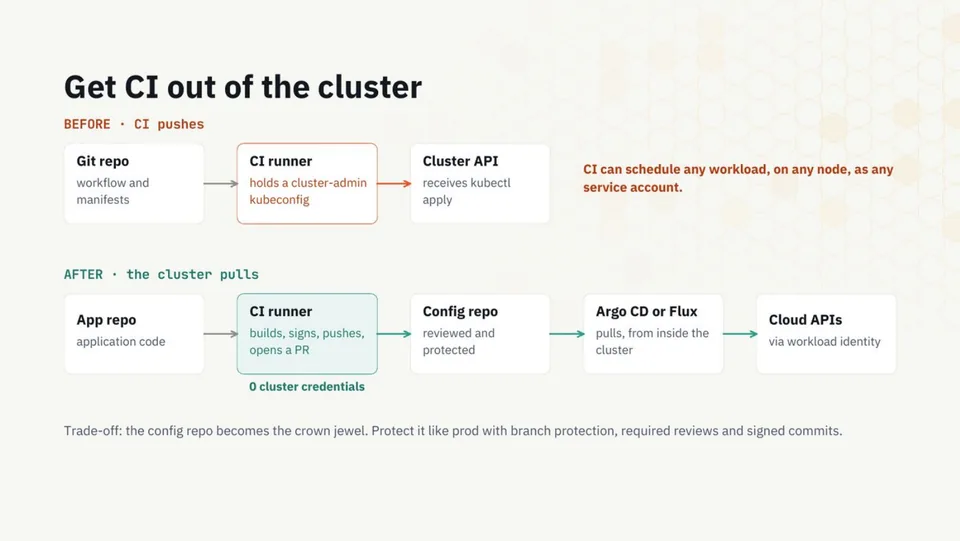 Get CI out of the cluster
BEFORE · CI pushes
Git repo
workflow and
manifests
CI runner
holds a cluster-admin
kubeconfig
Cluster API
receives kubectl
apply
CI can schedule any workload, on any node, as any
service account.
AFTER · the cluster pulls
App repo
application code
CI runner
builds, signs, pushes,
opens a PR
0 cluster credentials
Config repo
reviewed and
protected
Argo CD or Flux
pulls, from inside the
cluster
Cloud APIs
via workload identity
Trade-off: the config repo becomes the crown jewel. Protect it like prod with branch protection, required reviews and signed commits.